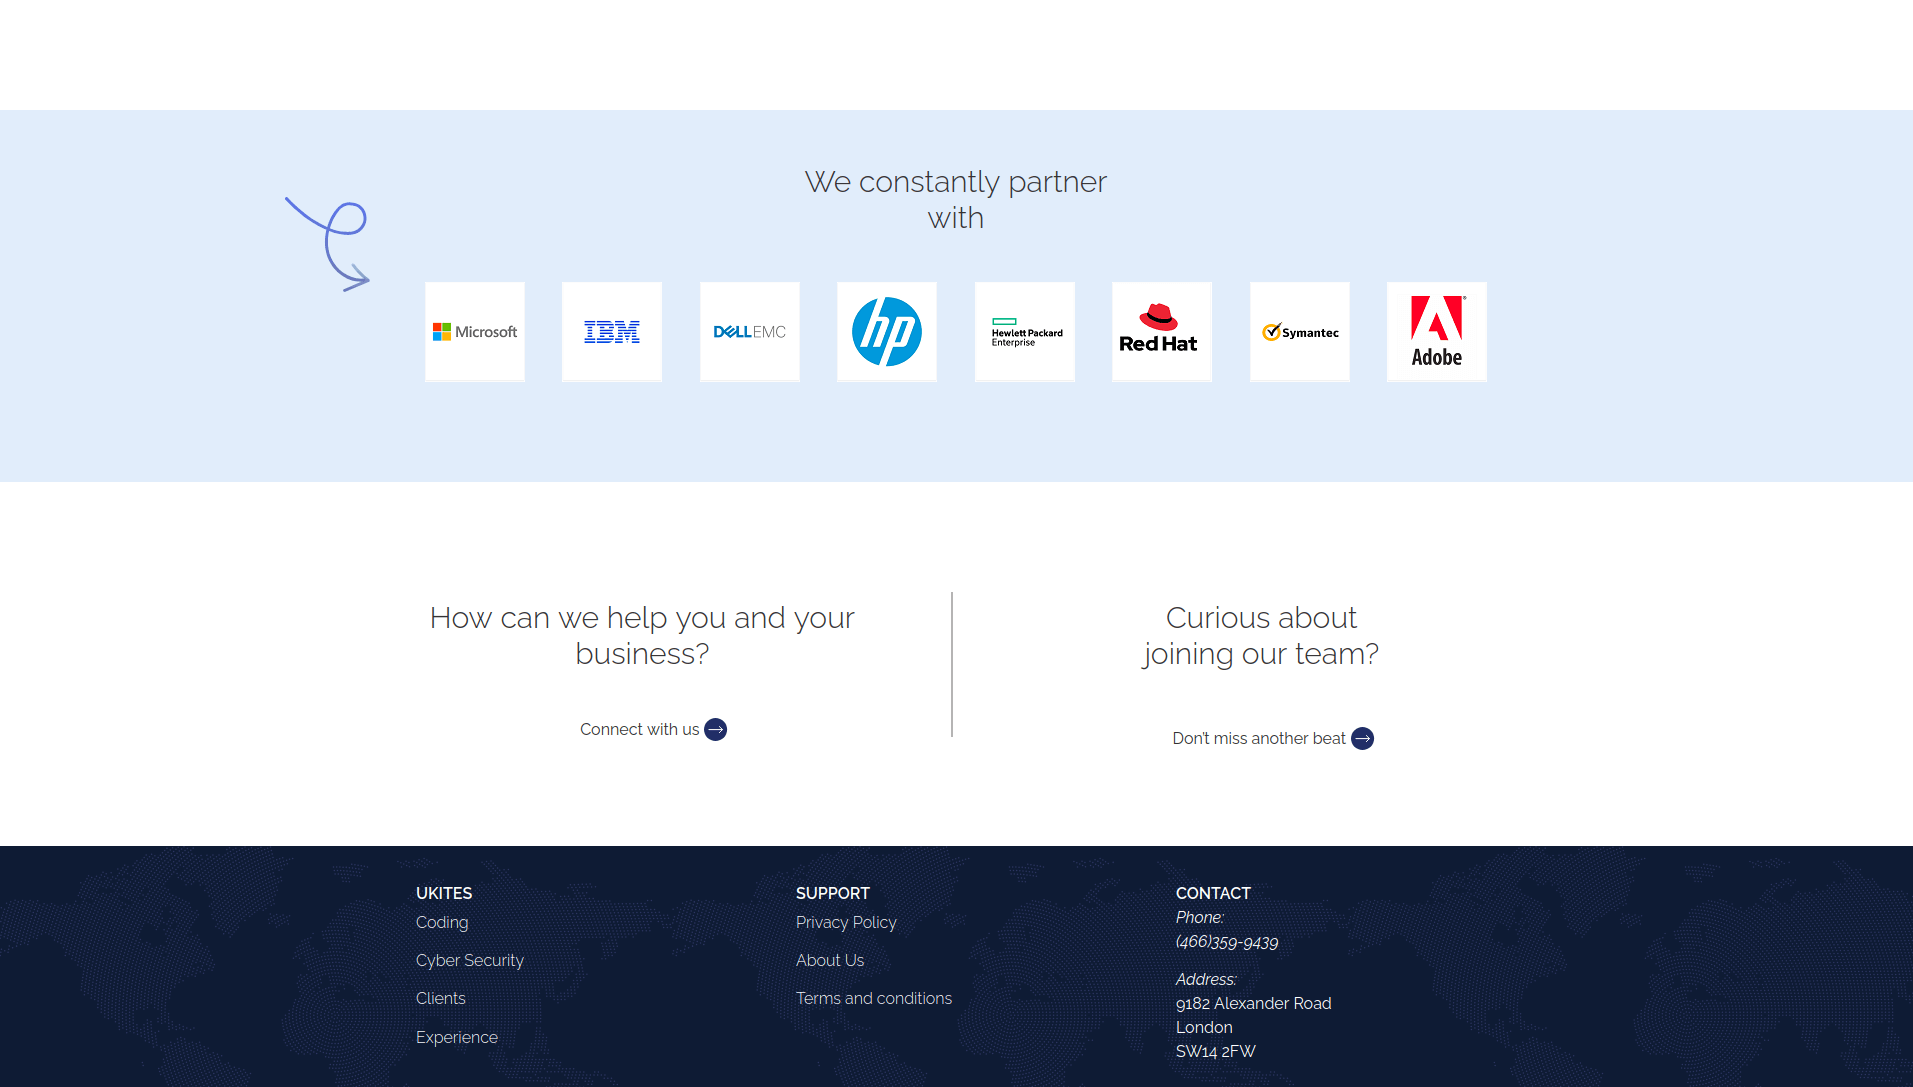 We constantly partner
with
Microsoft
IBM
DELLEMC
hp
Hewlett Packard
Enterprise
Red Hat
Symantec
Adobe
How can we help you and your
business?
Connect with us
Curious about
joining our team?
Don't miss another beat
UKITES
Coding
Cyber Security
Clients
Experience
SUPPORT
Privacy Policy
About Us
Terms and conditions
CONTACT
Phone:
(466)359-9439
Address:
9182 Alexander Road
London
SW14 2FW